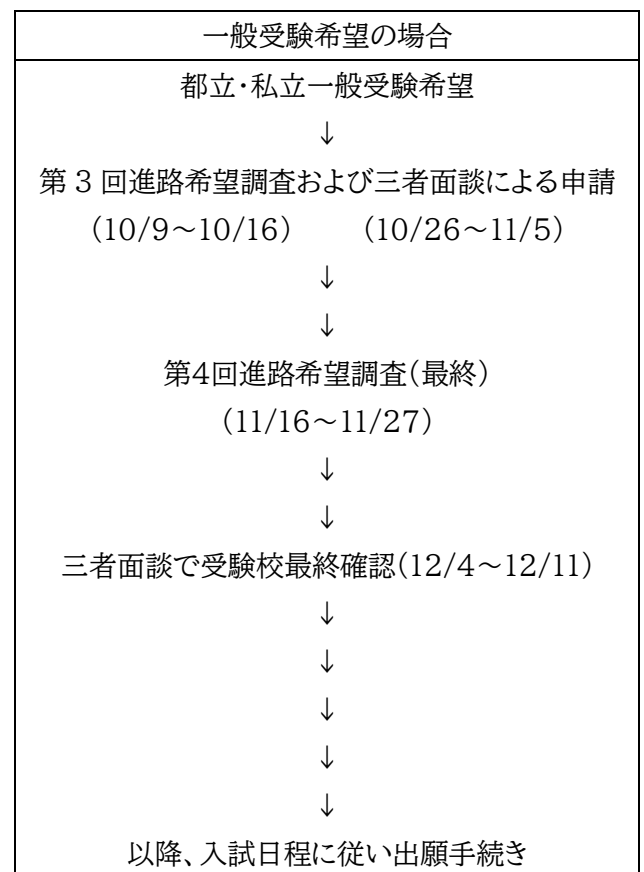 一般受験希望の場合
都立・私立一般受験希望
↓
第3回進路希望調査および三者面談による申請
（10/9～10/16）　（10/26～11/5）
↓
↓
第4回進路希望調査（最終）
（11/16～11/27）
↓
↓
三者面談で受験校最終確認（12/4～12/11）
↓
↓
↓
↓
↓
以降、入試日程に従い出願手続き